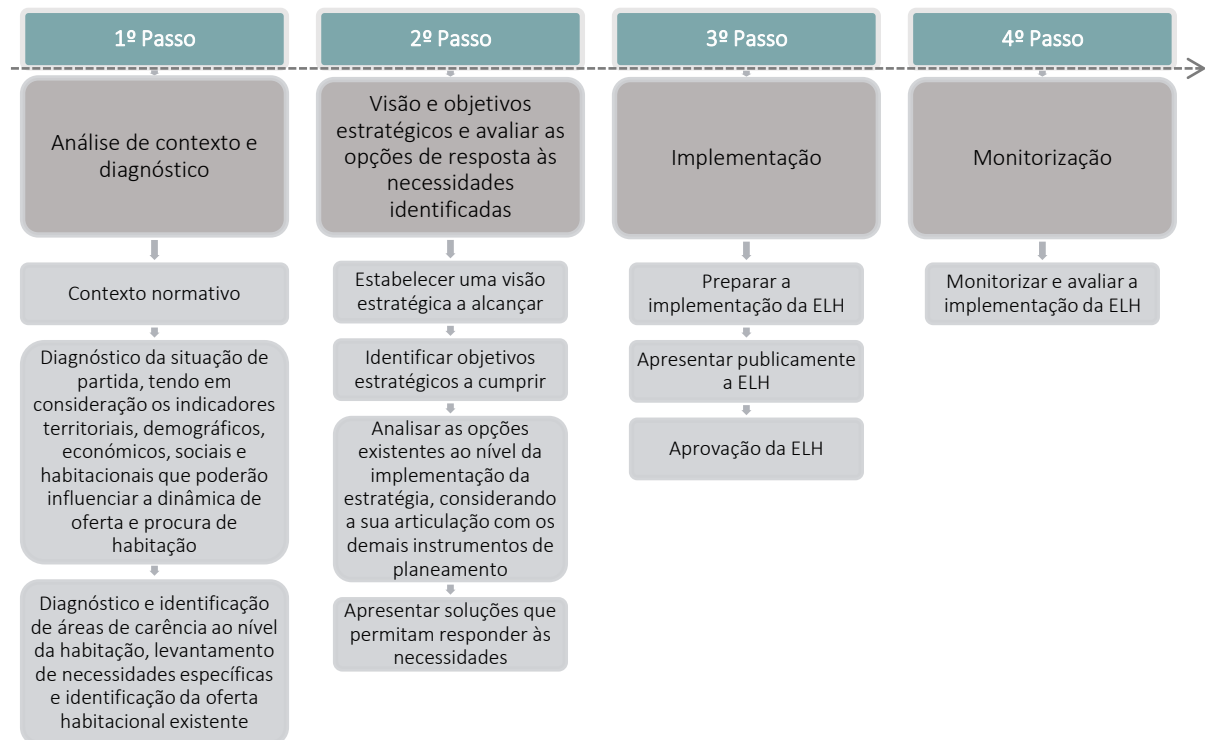 1º Passo
Análise de contexto e
diagnóstico
Contexto normativo
Diagnóstico da situação de
partida, tendo em
consideração os indicadores
territoriais, demográficos,
económicos, sociais e
habitacionais que poderão
influenciar a dinâmica de
oferta e procura de
habitação
Diagnóstico e identificação
de áreas de carência ao nível
da habitação, levantamento
de necessidades específicas
e identificação da oferta
habitacional existente
2º Passo
Visão e objetivos
estratégicos e avaliar as
opções de resposta às
necessidades
identificadas
Estabelecer uma visão
estratégica a alcançar
Identificar objetivos
estratégicos a cumprir
Analisar as opções
existentes ao nível da
implementação da
estratégia, considerando
a sua articulação com os
demais instrumentos de
planeamento
Apresentar soluções que
permitam responder às
necessidades
3º Passo
Implementação
Preparar a
implementação da ELH
Apresentar publicamente
a ELH
Aprovação da ELH
4º Passo
Monitorização
Monitorizar e avaliar a
implementação da ELH